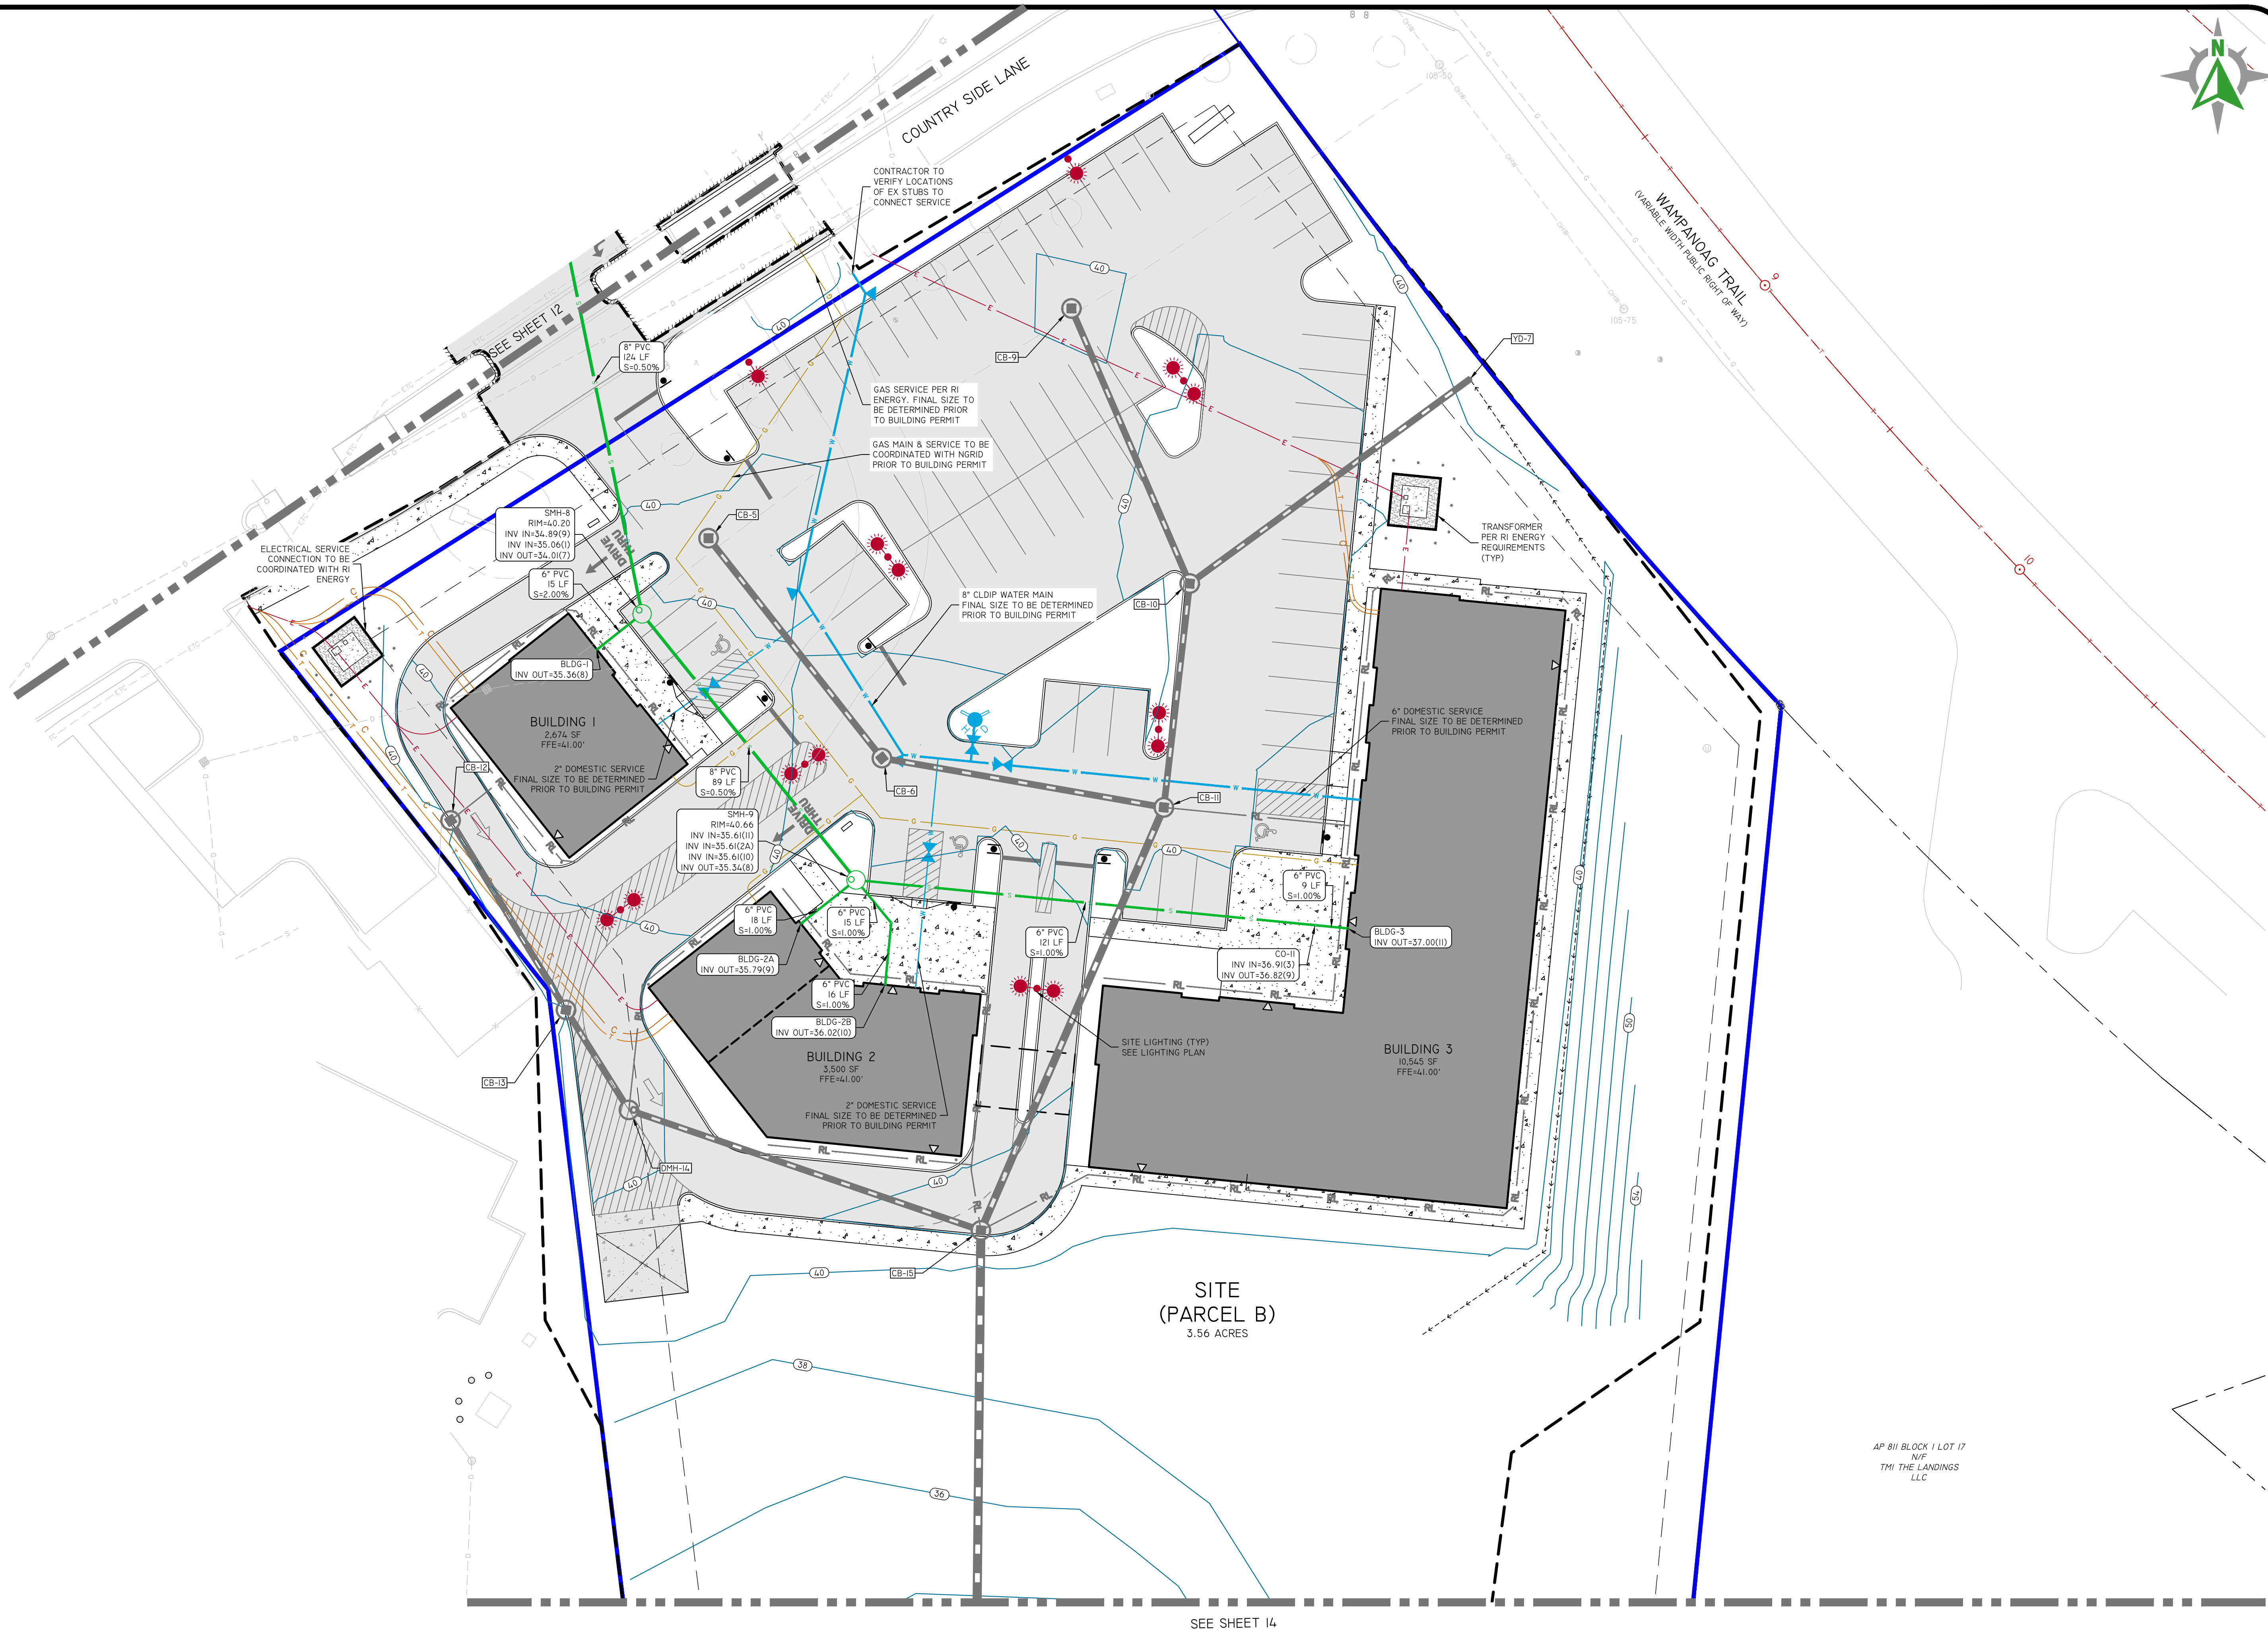 N
COUNTRY SIDE LANE
CONTRACTOR TO
VERIFY LOCATIONS
OF EX STUBS TO
CONNECT SERVICE
WAMPANOAG TRAIL
(VARIABLE WIDTH PUBLIC RIGHT OF WAY)
105-50
105-75
9
10
SEE SHEET 12
8" PVC
124 LF
S=0.50%
CB-9
YD-7
GAS SERVICE PER RI
ENERGY. FINAL SIZE TO
BE DETERMINED PRIOR
TO BUILDING PERMIT
GAS MAIN & SERVICE TO BE
COORDINATED WITH NGRID
PRIOR TO BUILDING PERMIT
SMH-8
RIM=40.20
INV IN=34.89(9)
INV IN=35.06(1)
INV OUT=34.01(7)
DRIVE
THRU
CB-5
ELECTRICAL SERVICE
CONNECTION TO BE
COORDINATED WITH RI
ENERGY
6" PVC
15 LF
S=2.00%
TRANSFORMER
PER RI ENERGY
REQUIREMENTS
(TYP)
8" CLDIP WATER MAIN
FINAL SIZE TO BE DETERMINED
PRIOR TO BUILDING PERMIT
CB-10
BLDG-1
INV OUT=35.36(8)
BUILDING 1
2,674 SF
FFE=41.00'
2" DOMESTIC SERVICE
FINAL SIZE TO BE DETERMINED
PRIOR TO BUILDING PERMIT
6" DOMESTIC SERVICE
FINAL SIZE TO BE DETERMINED
PRIOR TO BUILDING PERMIT
HYD
CB-12
8" PVC
89 LF
S=0.50%
CB-6
CB-11
SMH-9
RIM=40.66
INV IN=35.61(11)
INV IN=35.61(2A)
INV IN=35.61(10)
INV OUT=35.34(8)
DRIVE
THRU
6" PVC
9 LF
S=1.00%
6" PVC
18 LF
S=1.00%
6" PVC
15 LF
S=1.00%
6" PVC
121 LF
S=1.00%
BLDG-3
INV OUT=37.00(11)
BLDG-2A
INV OUT=35.79(9)
CO-11
INV IN=36.91(3)
INV OUT=36.82(9)
6" PVC
16 LF
S=1.00%
BLDG-2B
INV OUT=36.02(10)
BUILDING 2
3,500 SF
FFE=41.00'
SITE LIGHTING (TYP)
SEE LIGHTING PLAN
BUILDING 3
10,545 SF
FFE=41.00'
CB-13
2" DOMESTIC SERVICE
FINAL SIZE TO BE DETERMINED
PRIOR TO BUILDING PERMIT
DMH-14
CB-15
40
50
54
38
36
SITE
(PARCEL B)
3.56 ACRES
AP 811 BLOCK 1 LOT 17
N/F
TMI THE LANDINGS
LLC
SEE SHEET 14